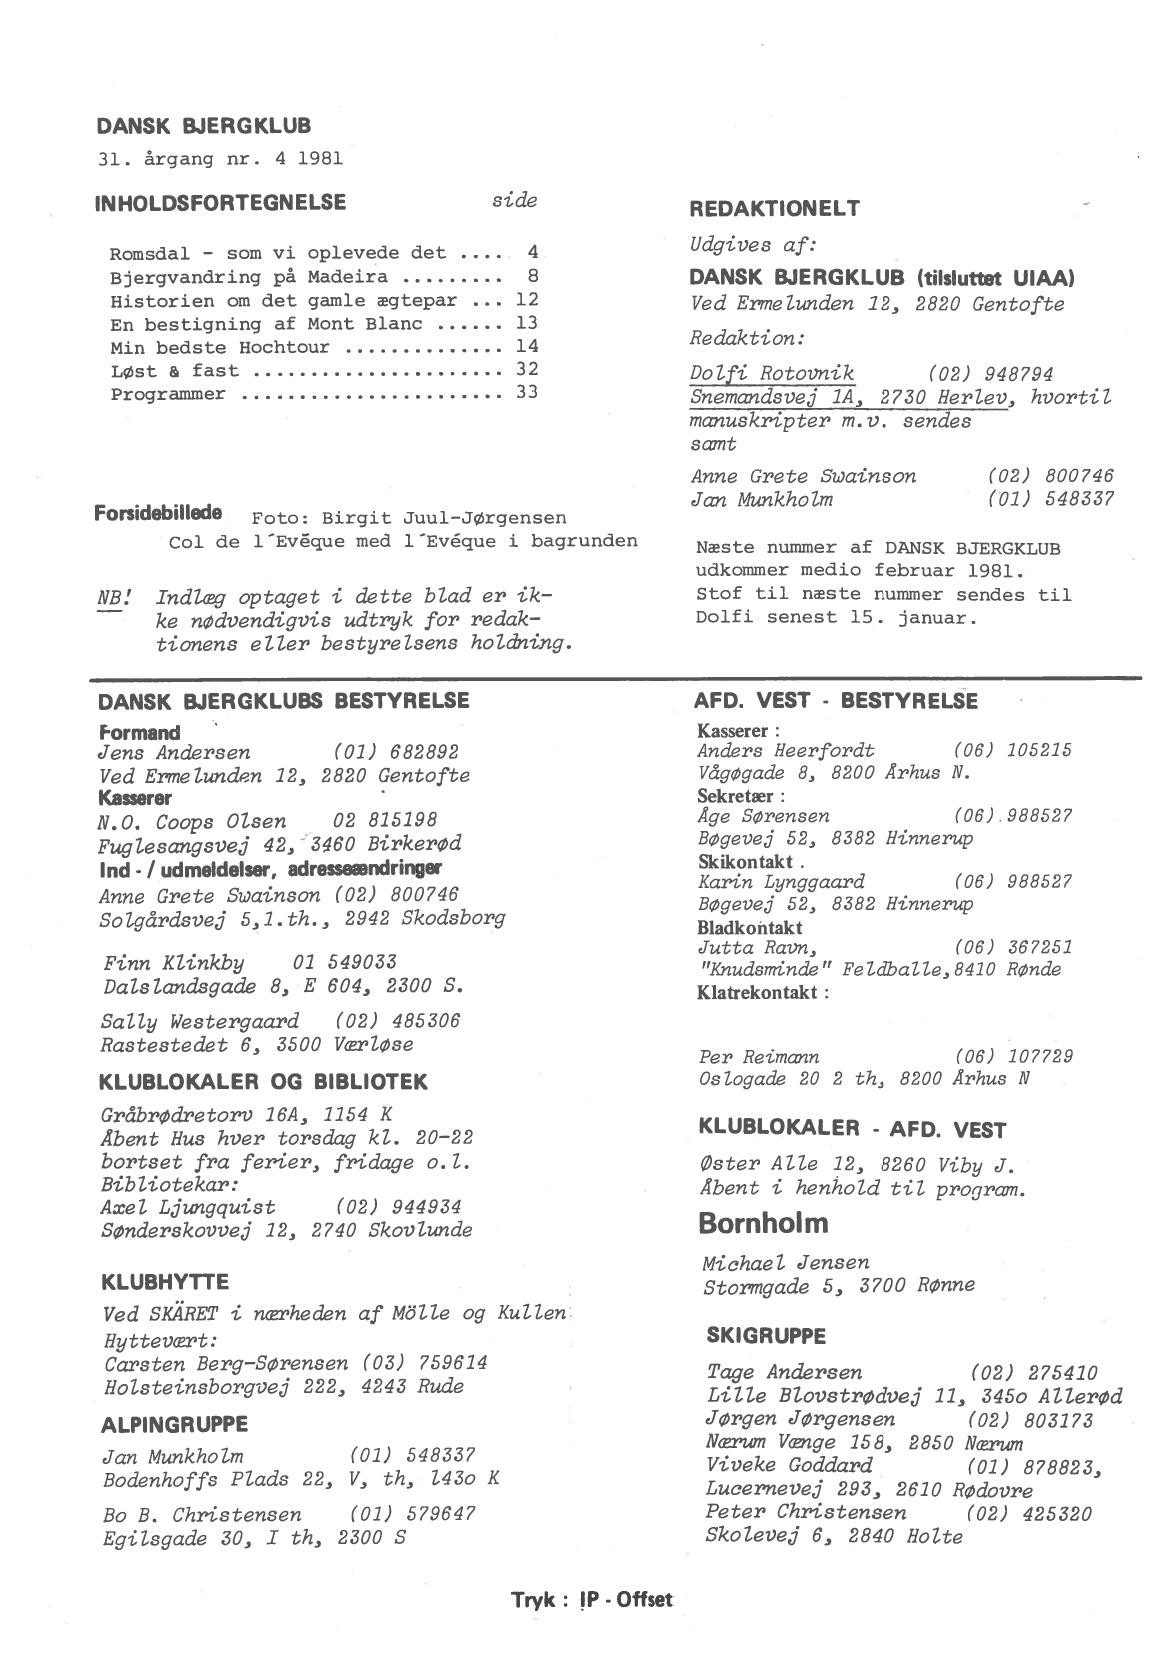 DANSK BJERGKLUB
31. årgang nr. 4 1981
INHOLDSFORTEGNELSE side
Romsdal - som vi oplevede det .... 4
Bjergvandring på Madeira ......... 8
Historien om det gamle ægtepar ... 12
En bestigning af Mont Blanc ...... 13
Min bedste Hochtour .............. 14
Løst & fast ...................... 32
Programmer ....................... 33
Forsidebillede Foto: Birgit Juul-Jørgensen
Col de l´Evêque med l´Evéque i bagrunden
NB! Indlæg optaget i dette blad er ik-
ke nødvendigvis udtryk for redak-
tionens eller bestyrelsens holdning.
REDAKTIONELT
Udgives af:
DANSK BJERGKLUB (tilsluttet UIAA)
Ved Ermelunden 12, 2820 Gentofte
Redaktion:
Dolfi Rotovnik (02) 948794
Snemandsvej 1A, 2730 Herlev, hvortil
manuskripter m.v. sendes
samt
Anne Grete Swainson (02) 800746
Jan Munkholm (01) 548337
Næste nummer af DANSK BJERGKLUB
udkommer medio februar 1981.
Stof til næste nummer sendes til
Dolfi senest 15. januar.
DANSK BJERGKLUBS BESTYRELSE
Formand
Jens Andersen (01) 682892
Ved Ermelunden 12, 2820 Gentofte
Kasserer
N.O. Coops Olsen 02 815198
Fuglesangsvej 42, 3460 Birkerød
Ind - / udmeldelser, adresseændringer
Anne Grete Swainson (02) 800746
Solgårdsvej 5,1.th., 2942 Skodsborg
Finn Klinkby 01 549033
Dalslandsgade 8, E 604, 2300 S.
Sally Westergaard (02) 485306
Rastestedet 6, 3500 Værløse
KLUBLOKALER OG BIBLIOTEK
Gråbrødretorv 16A, 1154 K
Åbent Hus hver torsdag kl. 20-22
bortset fra ferier, fridage o.l.
Bibliotekar:
Axel Ljungquist (02) 944934
Sønderskovvej 12, 2740 Skovlunde
KLUBHYTTE
Ved SKÄRET i nærheden af Mölle og Kullen.
Hyttevært:
Carsten Berg-Sørensen (03) 759614
Holsteinsborgvej 222, 4243 Rude
ALPINGRUPPE
Jan Munkholm (01) 548337
Bodenhoffs Plads 22, V, th, 143o K
Bo B. Christensen (01) 579647
Egilsgade 30, I th, 2300 S
AFD. VEST - BESTYRELSE
Kasserer :
Anders Heerfordt (06) 105215
Vågøgade 8, 8200 Århus N.
Sekretær :
Åge Sørensen (06) 988527
Bøgevej 52, 8382 Hinnerup
Skikontakt .
Karin Lynggaard (06) 988527
Bøgevej 52, 8382 Hinnerup
Bladkontakt
Jutta Ravn, (06) 367251
"Knudsminde" Feldballe, 8410 Rønde
Klatrekontakt :
Per Reimann (06) 107729
Oslogade 20 2 th, 8200 Århus N
KLUBLOKALER - AFD. VEST
Øster Alle 12, 8260 Viby J.
Åbent i henhold til program.
Bornholm
Michael Jensen
Stormgade 5, 3700 Rønne
SKIGRUPPE
Tage Andersen (02) 275410
Lille Blovstrødvej 11, 345o Allerød
Jørgen Jørgensen (02) 803173
Nærum Vænge 158, 2850 Nærum
Viveke Goddard (01) 878823,
Lucernevej 293, 2610 Rødovre
Peter Christensen (02) 425320
Skolevej 6, 2840 Holte
Tryk : IP - Offset